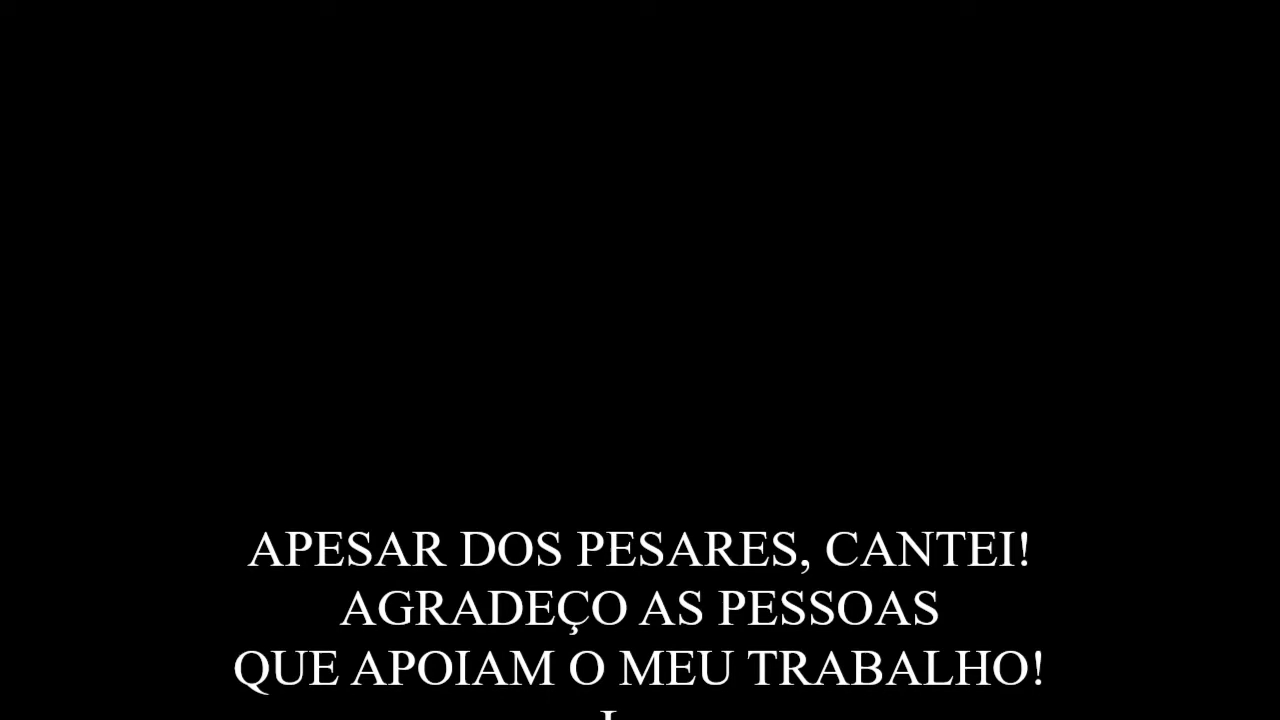 APESAR DOS PESARES, CANTEI!
AGRADEÇO AS PESSOAS
QUE APOIAM O MEU TRABALHO!